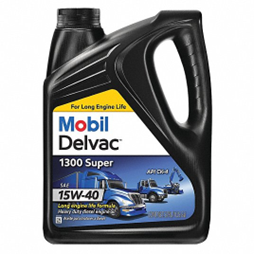 For Long Engine Life
Mobil
Delvac™
1300 Super
API CK-4
SAE
15W-40
Long engine life formula
Heavy duty diesel engine oil